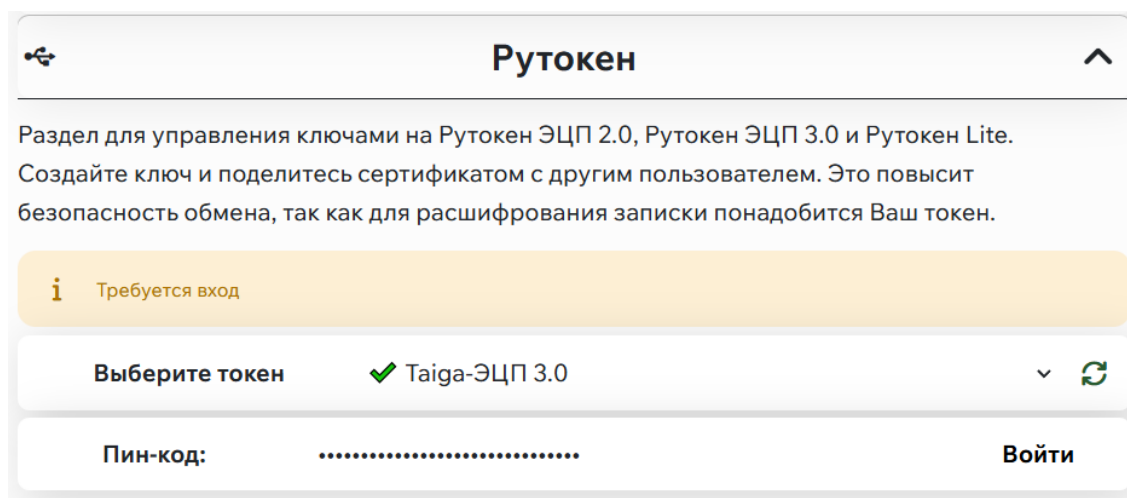 Рутокен
Раздел для управления ключами на Рутокен ЭЦП 2.0, Рутокен ЭЦП 3.0 и Рутокен Lite.
Создайте ключ и поделитесь сертификатом с другим пользователем. Это повысит
безопасность обмена, так как для расшифрования записки понадобится Ваш токен.
Требуется вход
Выберите токен Taiga-ЭЦП 3.0
Пин-код: •••••••••••••••••••••••••••••• Войти